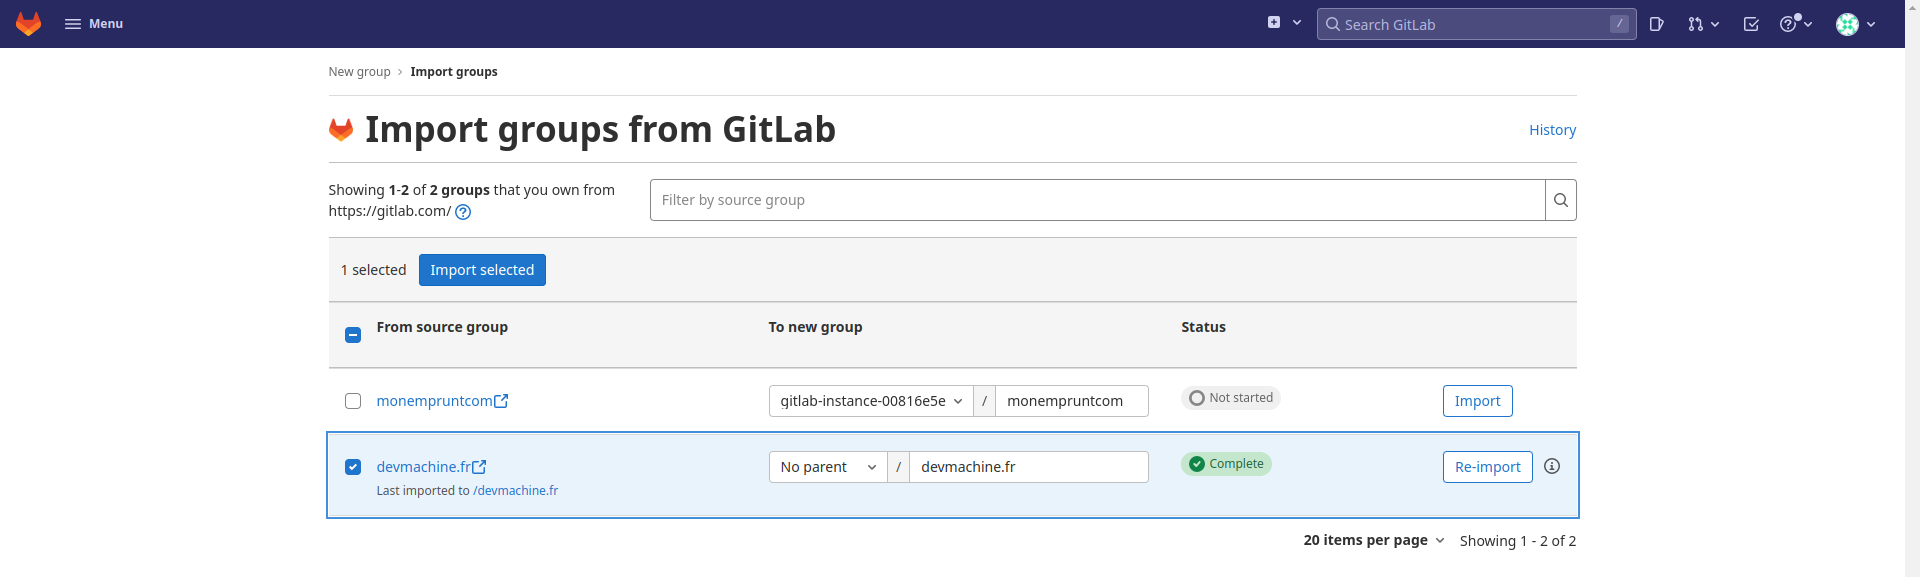 Menu
Search GitLab /
New group › Import groups
Import groups from GitLab
History
Showing 1-2 of 2 groups that you own from
https://gitlab.com/
Filter by source group
1 selected Import selected
From source group To new group Status
monempruntcom gitlab-instance-00816e5e / monempruntcom Not started Import
devmachine.fr No parent / devmachine.fr Complete Re-import
Last imported to /devmachine.fr
20 items per page Showing 1 - 2 of 2